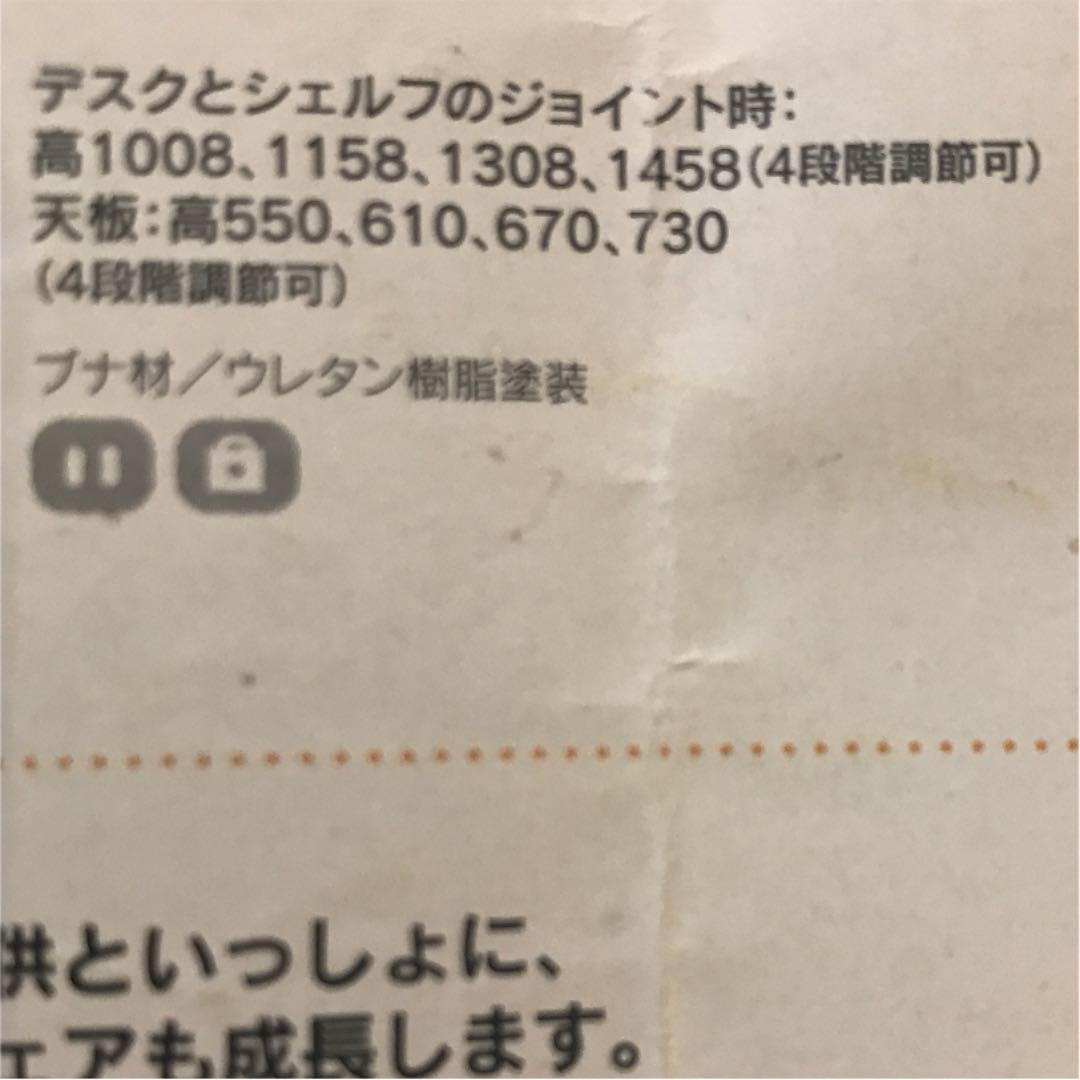 デスクとシェルフのジョイント時:
高1008、1158、1308、1458(4段階調節可)
天板:高550、610、670、730
(4段階調節可)
ブナ材／ウレタン樹脂塗装
供といっしょに、
ェアも成長します。